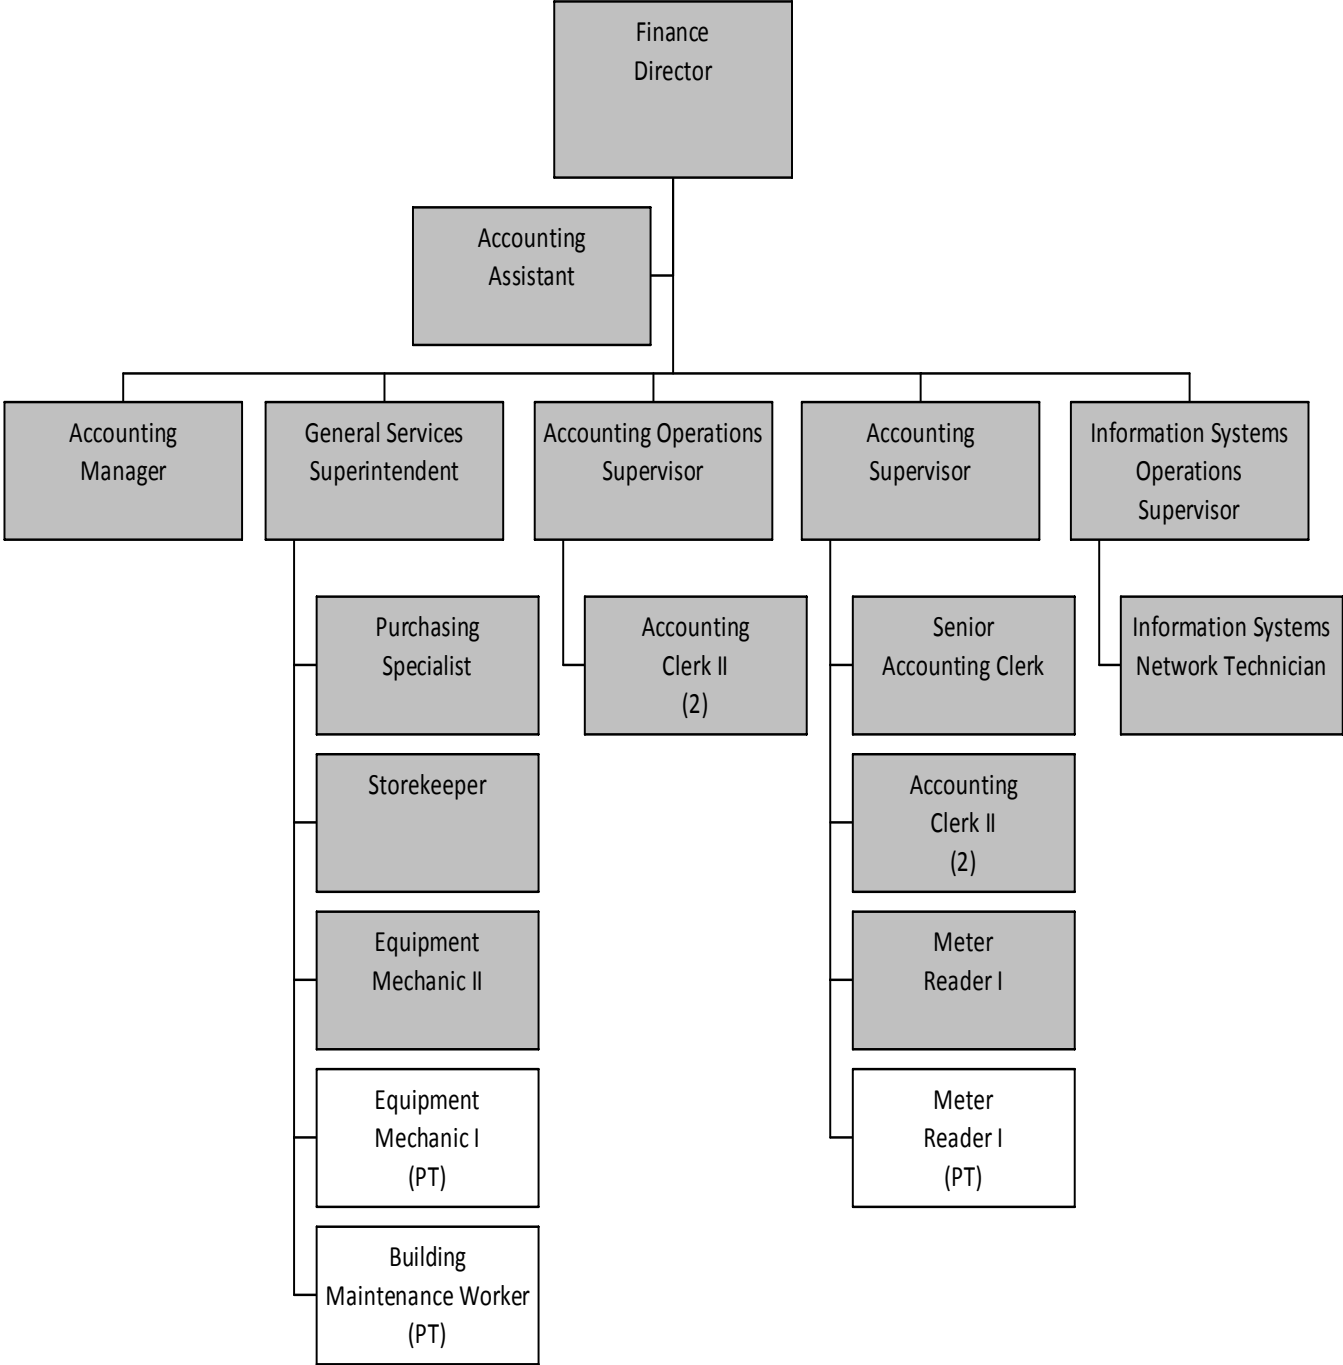 Finance
Director
Accounting
Assistant
Accounting
Manager
General Services
Superintendent
Accounting Operations
Supervisor
Accounting
Supervisor
Information Systems
Operations
Supervisor
Purchasing
Specialist
Storekeeper
Equipment
Mechanic II
Equipment
Mechanic I
(PT)
Building
Maintenance Worker
(PT)
Accounting
Clerk II
(2)
Senior
Accounting Clerk
Accounting
Clerk II
(2)
Meter
Reader I
Meter
Reader I
(PT)
Information Systems
Network Technician